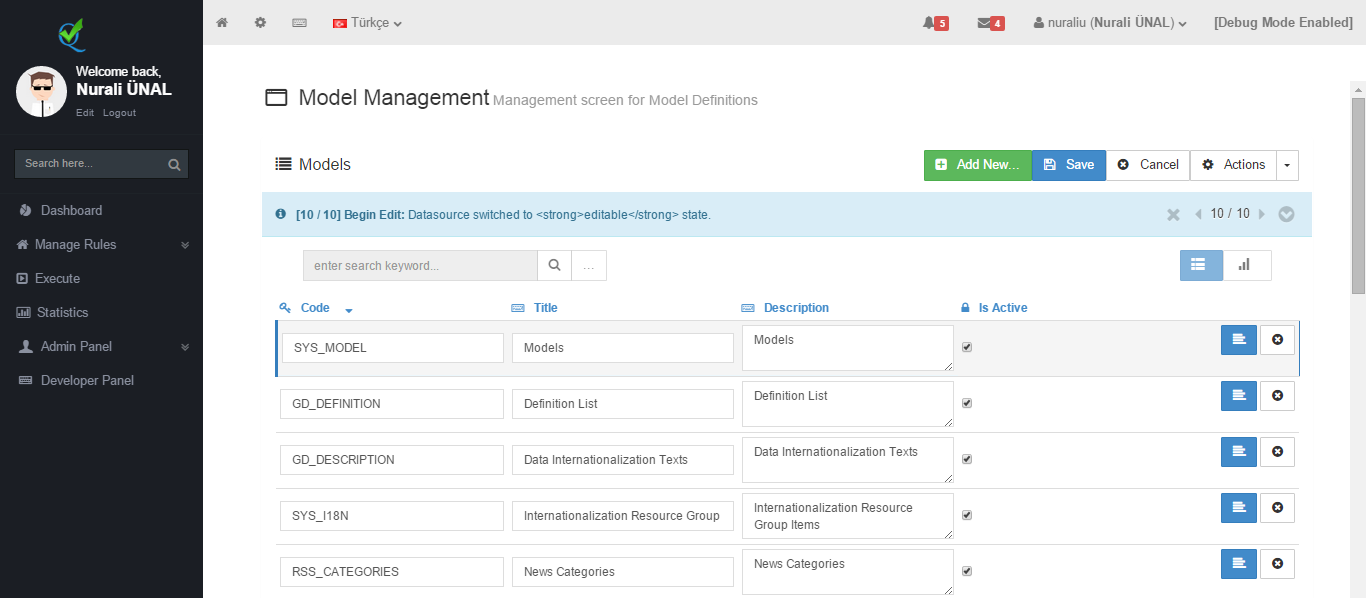 Türkçe
5
4
nuraliu (Nurali ÜNAL)
[Debug Mode Enabled]
Welcome back,
Nurali ÜNAL
Edit Logout
Search here...
Dashboard
Manage Rules
Execute
Statistics
Admin Panel
Developer Panel
Model Management Management screen for Model Definitions
Models
Add New...
Save
Cancel
Actions
[10 / 10] Begin Edit: Datasource switched to <strong>editable</strong> state.
10 / 10
enter search keyword...
...
Code Title Description Is Active
SYS_MODEL
Models
Models
GD_DEFINITION
Definition List
Definition List
GD_DESCRIPTION
Data Internationalization Texts
Data Internationalization Texts
SYS_I18N
Internationalization Resource Group
Internationalization Resource
Group Items
RSS_CATEGORIES
News Categories
News Categories